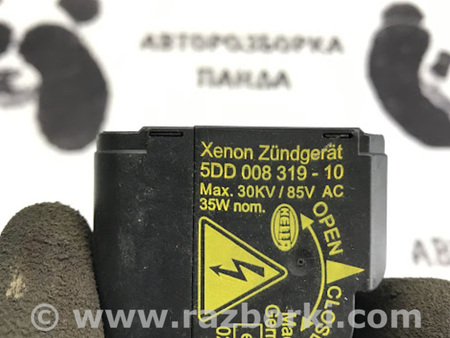 АВТОРОЗБОРКА
ПАНДА
Xenon Zündgerät
5DD 008 319 - 10
Max. 30KV / 85V AC
35W nom.
HELLA
OPEN
CLOSE
© www.razborka.com